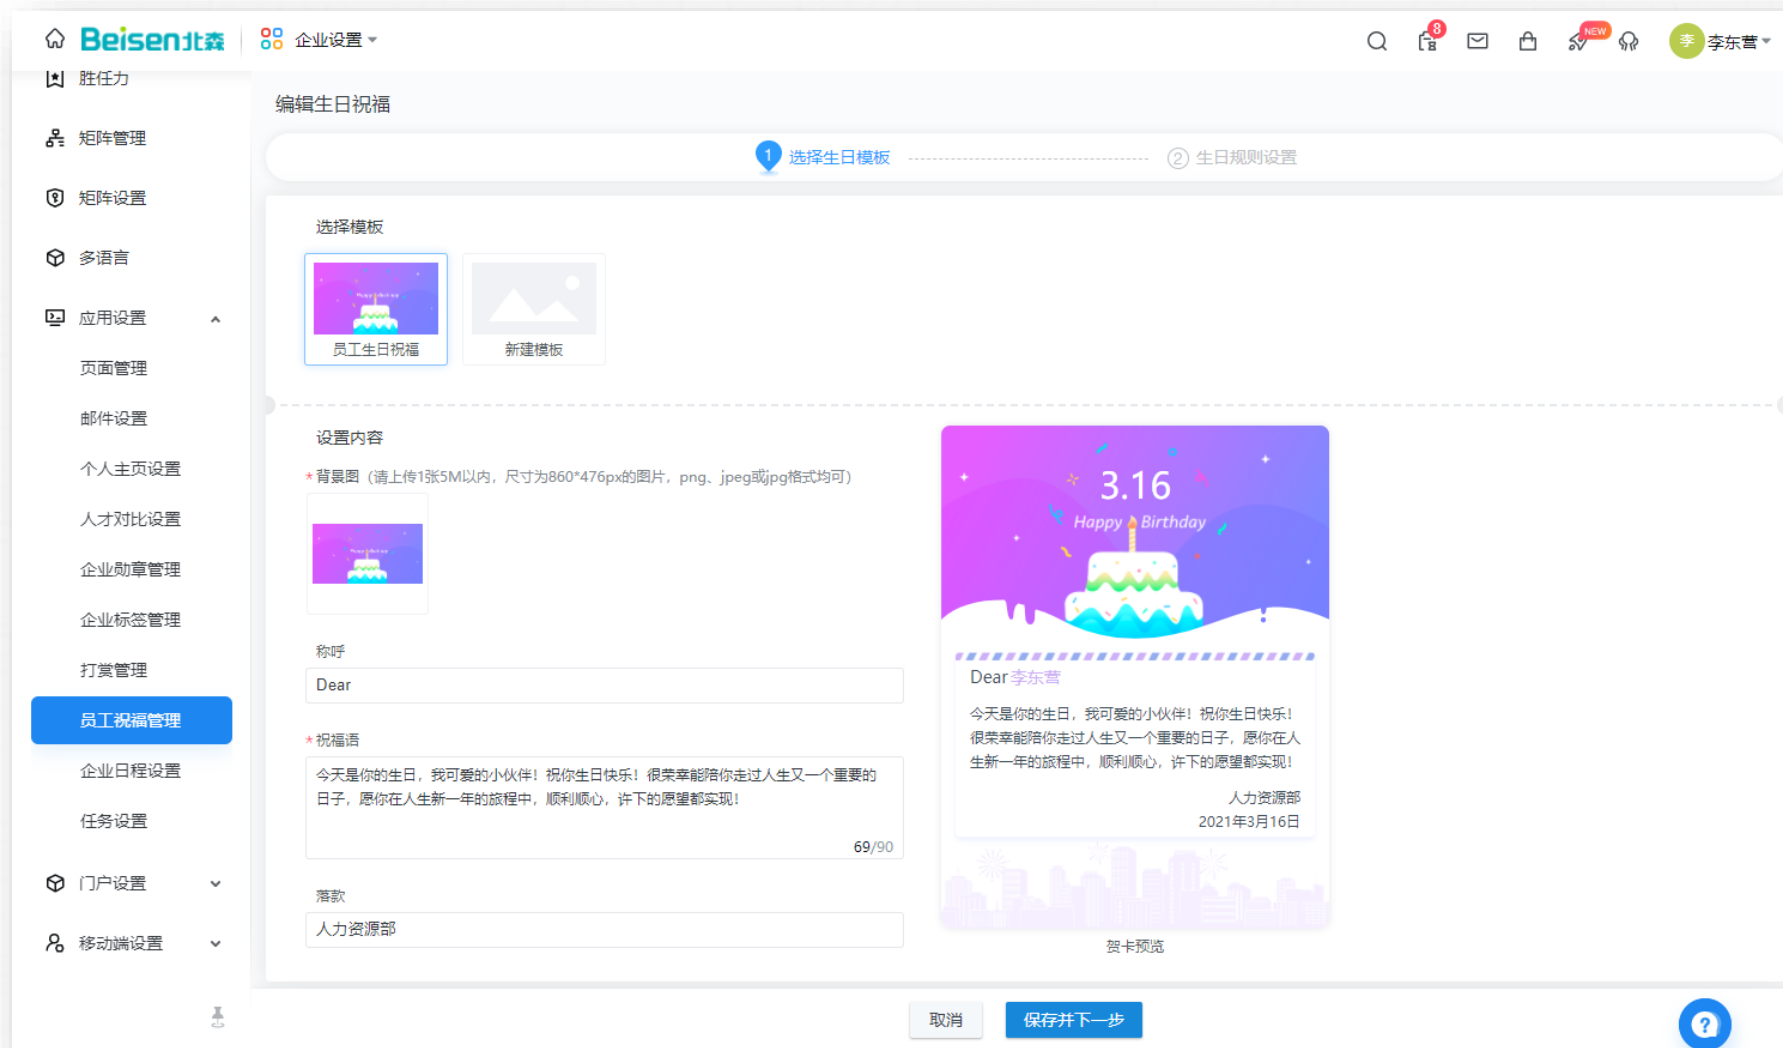 Beisen北森
企业设置
8
NEW
李
李东营
胜任力
矩阵管理
矩阵设置
多语言
应用设置
页面管理
邮件设置
个人主页设置
人才对比设置
企业勋章管理
企业标签管理
打赏管理
员工祝福管理
企业日程设置
任务设置
门户设置
移动端设置
编辑生日祝福
1 选择生日模板
2 生日规则设置
选择模板
员工生日祝福
新建模板
设置内容
*背景图（请上传1张5M以内，尺寸为860*476px的图片，png、jpeg或jpg格式均可）
称呼
Dear
*祝福语
今天是你的生日，我可爱的小伙伴！祝你生日快乐！很荣幸能陪你走过人生又一个重要的
日子，愿你在人生新一年的旅程中，顺利顺心，许下的愿望都实现！
69/90
落款
人力资源部
3.16
Happy Birthday
Dear 李东营
今天是你的生日，我可爱的小伙伴！祝你生日快乐！
很荣幸能陪你走过人生又一个重要的日子，愿你在人
生新一年的旅程中，顺利顺心，许下的愿望都实现！
人力资源部
2021年3月16日
贺卡预览
取消
保存并下一步
?